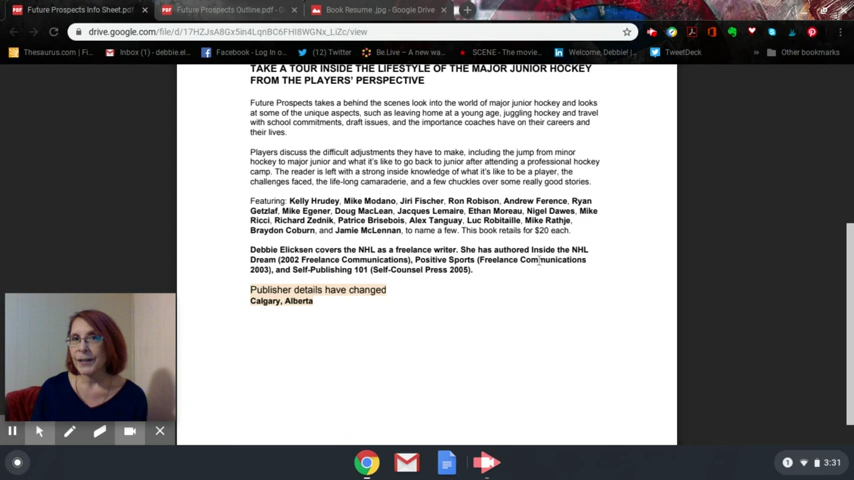 Future Prospects Info Sheet.pdf
Future Prospects Outline.pdf -
Book Resume .jpg - Google Drive
drive.google.com/file/d/17HZJsA8Gx5in4LqnBC6FHI8WGNx_LiZc/view
Thesaurus.com | Fi...
Inbox (1) - debbie.el...
Facebook - Log In o...
(12) Twitter
Be.Live – A new wa...
SCENE - The movie...
Welcome, Debbie! |...
TweetDeck
Other bookmarks
TAKE A TOUR INSIDE THE LIFESTYLE OF THE MAJOR JUNIOR HOCKEY
FROM THE PLAYERS' PERSPECTIVE
Future Prospects takes a behind the scenes look into the world of major junior hockey and looks
at some of the unique aspects, such as leaving home at a young age, juggling hockey and travel
with school commitments, draft issues, and the importance coaches have on their careers and
their lives.
Players discuss the difficult adjustments they have to make, including the jump from minor
hockey to major junior and what it's like to go back to junior after attending a professional hockey
camp. The reader is left with a strong inside knowledge of what it's like to be a player, the
challenges faced, the life-long camaraderie, and a few chuckles over some really good stories.
Featuring: Kelly Hrudey, Mike Modano, Jiri Fischer, Ron Robison, Andrew Ference, Ryan
Getzlaf, Mike Egener, Doug MacLean, Jacques Lemaire, Ethan Moreau, Nigel Dawes, Mike
Ricci, Richard Zednik, Patrice Brisebois, Alex Tanguay, Luc Robitaille, Mike Rathje,
Braydon Coburn, and Jamie McLennan, to name a few. This book retails for $20 each.
Debbie Elicksen covers the NHL as a freelance writer. She has authored Inside the NHL
Dream (2002 Freelance Communications), Positive Sports (Freelance Communications
2003), and Self-Publishing 101 (Self-Counsel Press 2005).
Publisher details have changed
Calgary, Alberta
1
3:31